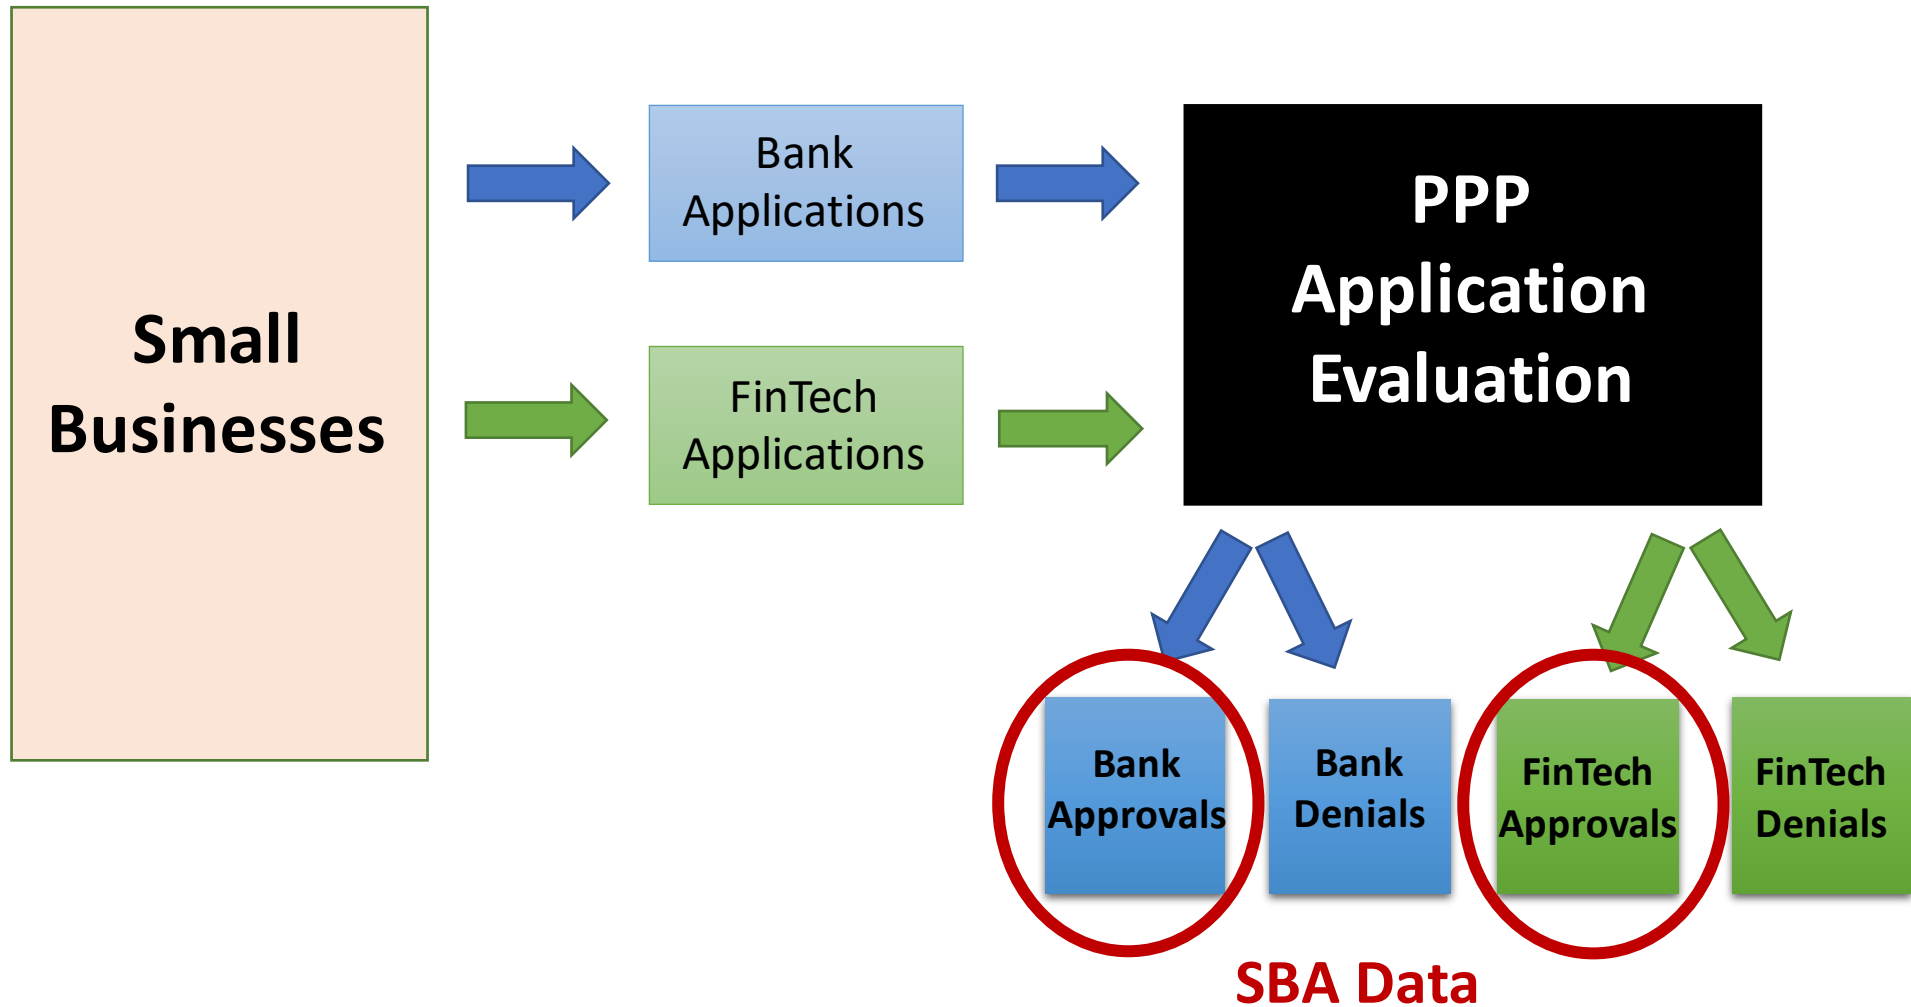 Small
Businesses
Bank
Applications
FinTech
Applications
PPP
Application
Evaluation
Bank
Approvals
Bank
Denials
FinTech
Approvals
FinTech
Denials
SBA Data